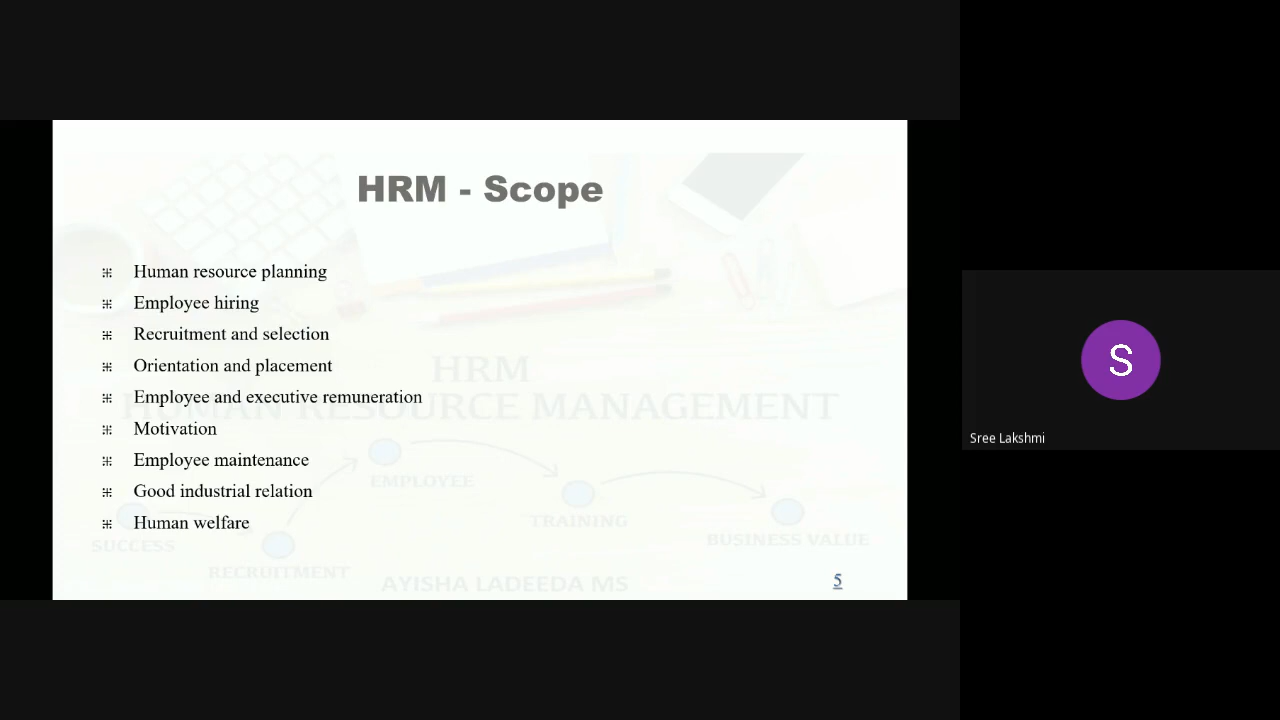 HRM - Scope
Human resource planning
Employee hiring
Recruitment and selection
Orientation and placement
Employee and executive remuneration
Motivation
Employee maintenance
Good industrial relation
Human welfare
HRM
HUMAN RESOURCE MANAGEMENT
EMPLOYEE
TRAINING
SUCCESS
BUSINESS VALUE
RECRUITMENT
AYISHA LADEEDA MS
5
S
Sree Lakshmi